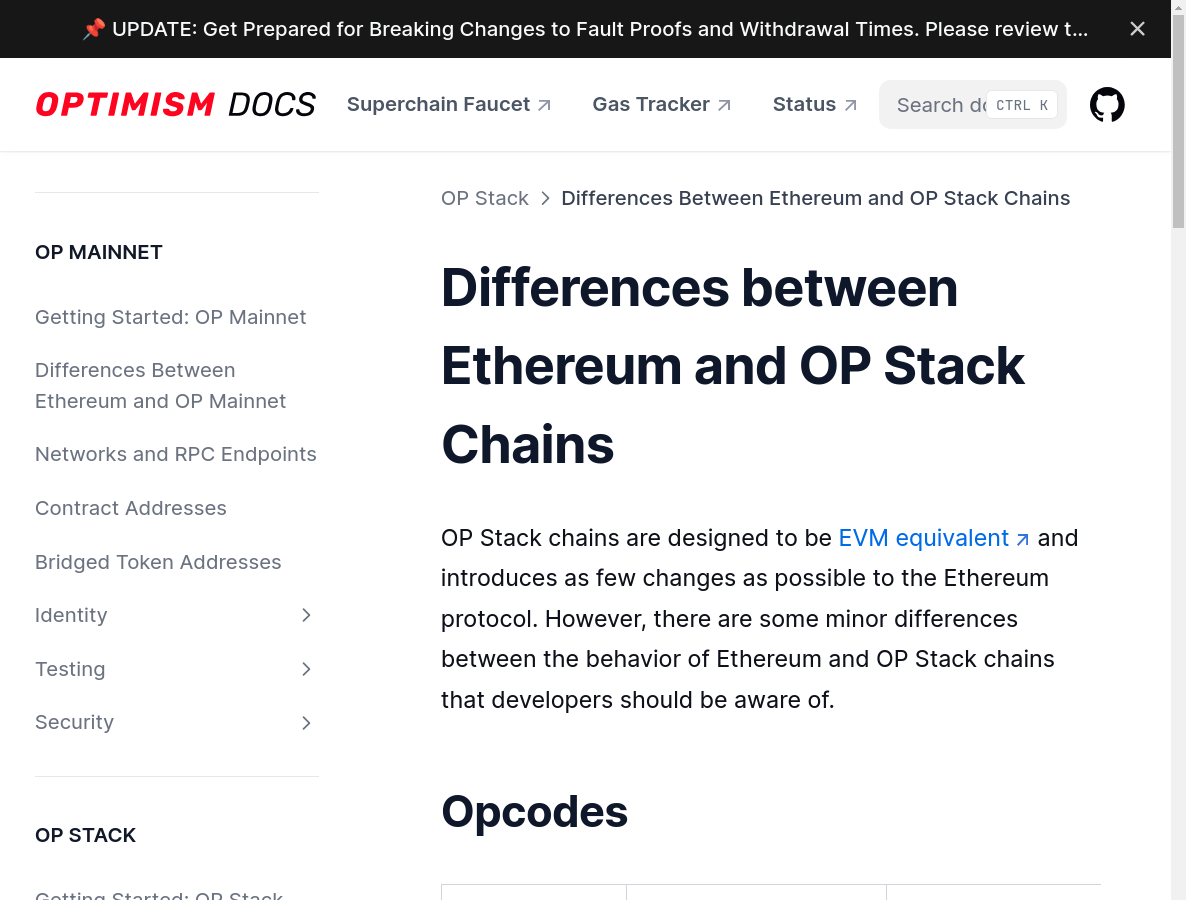 📌 UPDATE: Get Prepared for Breaking Changes to Fault Proofs and Withdrawal Times. Please review t...
OPTIMISM DOCS
Superchain Faucet
Gas Tracker
Status
Search do
CTRL K
OP MAINNET
Getting Started: OP Mainnet
Differences Between
Ethereum and OP Mainnet
Networks and RPC Endpoints
Contract Addresses
Bridged Token Addresses
Identity
Testing
Security
OP STACK
Getting Started: OP Stack
OP Stack > Differences Between Ethereum and OP Stack Chains
Differences between
Ethereum and OP Stack
Chains
OP Stack chains are designed to be EVM equivalent ↗ and
introduces as few changes as possible to the Ethereum
protocol. However, there are some minor differences
between the behavior of Ethereum and OP Stack chains
that developers should be aware of.
Opcodes